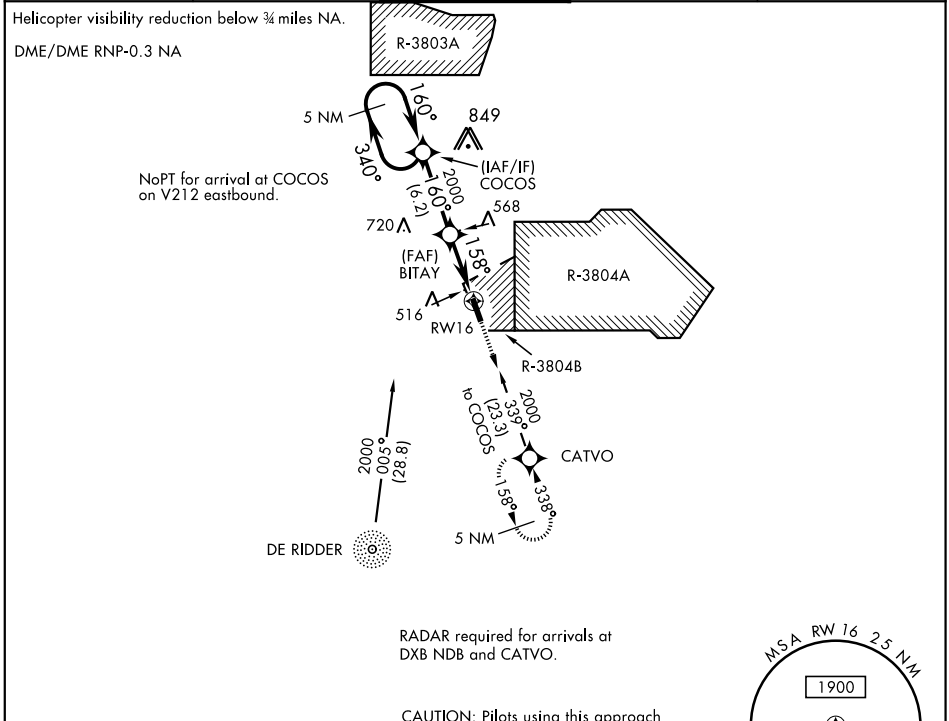 Helicopter visibility reduction below ¾ miles NA.
DME/DME RNP-0.3 NA
R-3803A
5 NM
160°
340°
849
(IAF/IF)
COCOS
NoPT for arrival at COCOS
on V212 eastbound.
2000
160°
(6.2)
568
720
(FAF)
BITAY
158°
R-3804A
516
RW16
R-3804B
2000
339°
(23.3)
to COCOS
2000
005°
(28.8)
CATVO
158°
338°
5 NM
DE RIDDER
RADAR required for arrivals at
DXB NDB and CATVO.
MSA RW 16 25 NM
1900
CAUTION: Pilots using this approach